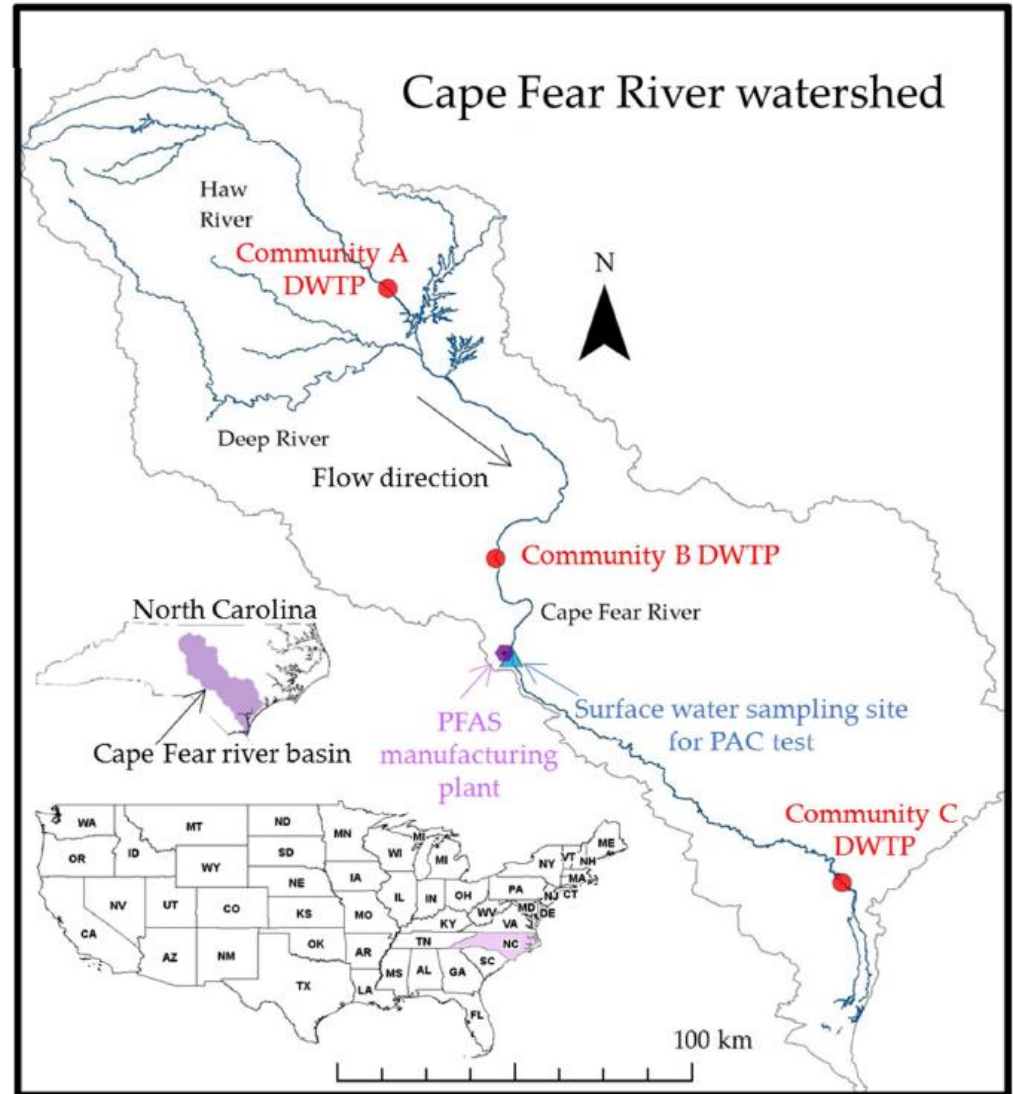 Cape Fear River watershed
Haw
River
Community A
DWTP
N
Deep River
Flow direction
Community B DWTP
Cape Fear River
North Carolina
Cape Fear river basin
PFAS
manufacturing
plant
Surface water sampling site
for PAC test
Community C
DWTP
WA
MT
ND
MN
MI
ME
OR
ID
SD
WI
MI
NY
VT
NH
WY
NE
IA
MA
CT
NV
UT
CO
IL
IN
OH
PA
NJ
MD
DE
CA
KS
MO
WV
VA
KY
AZ
NM
OK
AR
TN
NC
SC
TX
MS
AL
GA
LA
FL
100 km